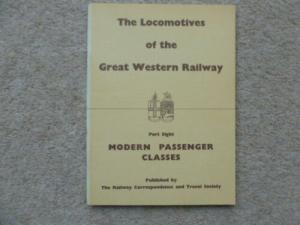 The Locomotives
of the
Great Western Railway
Part Eight
MODERN PASSENGER
CLASSES
Published by
The Railway Correspondence and Travel Society